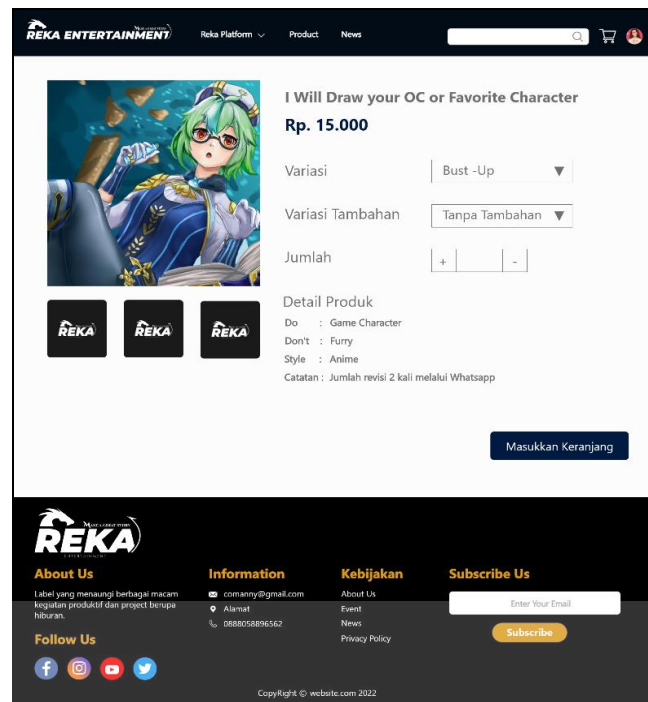 REKA ENTERTAINMENT
Reka Platform
Product
News
I Will Draw your OC or Favorite Character
Rp. 15.000
Variasi
Bust -Up
Variasi Tambahan
Tanpa Tambahan
Jumlah
+
-
Detail Produk
Do : Game Character
Don't : Furry
Style : Anime
Catatan : Jumlah revisi 2 kali melalui Whatsapp
REKA
REKA
REKA
Masukkan Keranjang
REKA
ENTERTAINMENT
About Us
Label yang menaungi berbagai macam
kegiatan produktif dan project berupa
hiburan.
Follow Us
Information
comanny@gmail.com
Alamat
0888058896562
Kebijakan
About Us
Event
News
Privacy Policy
Subscribe Us
Enter Your Email
Subscribe
CopyRight © website.com 2022